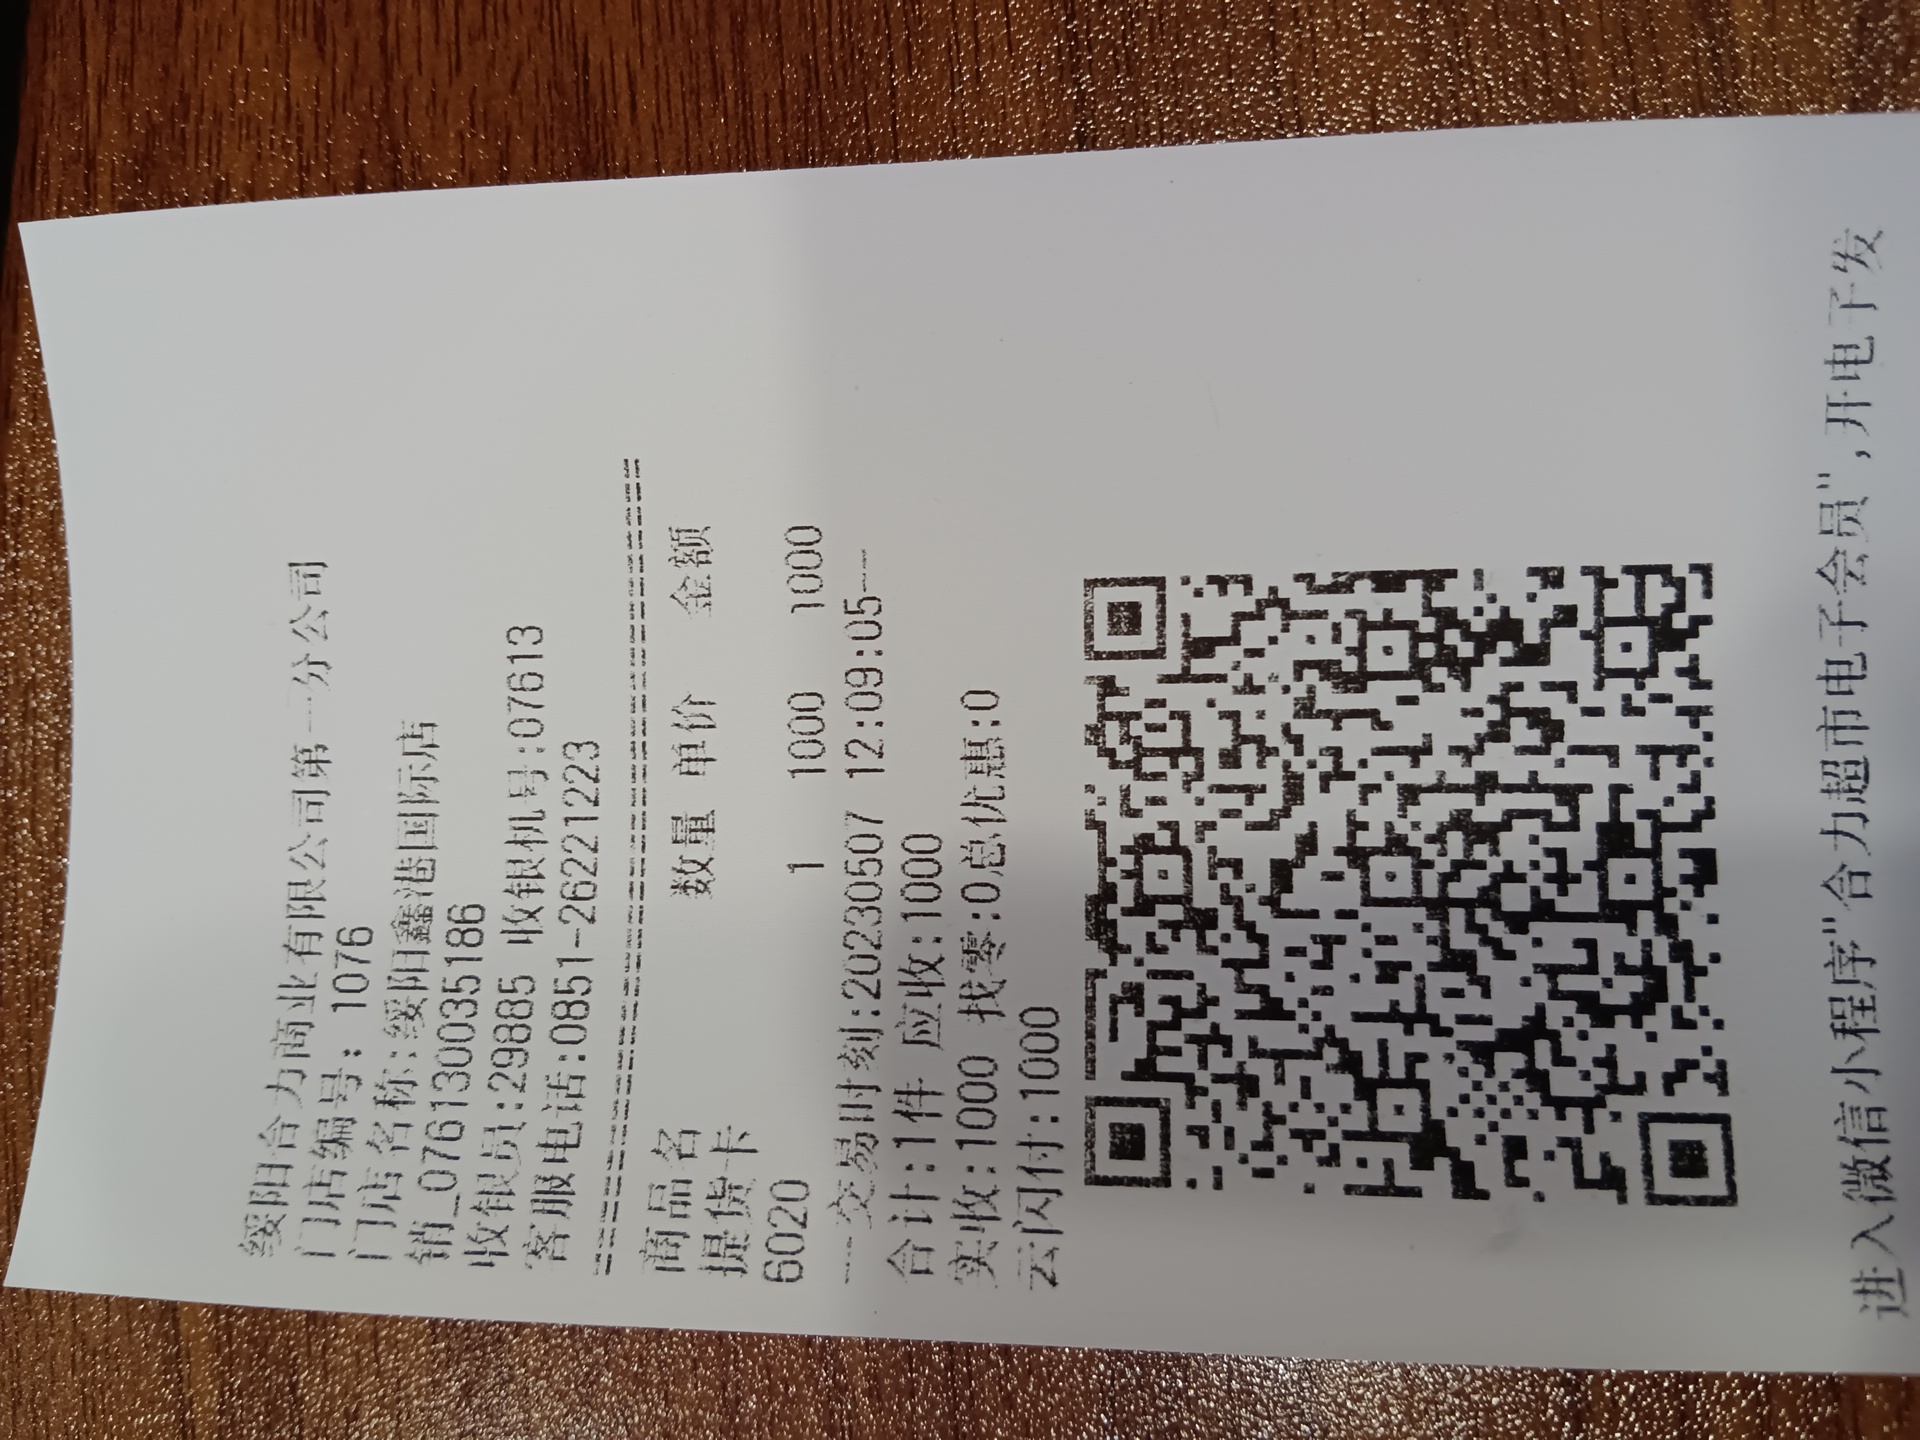 绥阳合力商业有限公司第一分公司
门店编号: 1076
门店名称:绥阳鑫港国际店
销_076130035186
收银员:29885 收银机号:07613
客服电话:0851-26221223
商品名 数量 单价 金额
提货卡
6020 1 1000 1000
---交易时刻:20230507 12:09:05---
合计:1件 应收:1000
实收:1000 找零:0总优惠:0
云闪付:1000
进入微信小程序"合力超市电子会员",开电子发